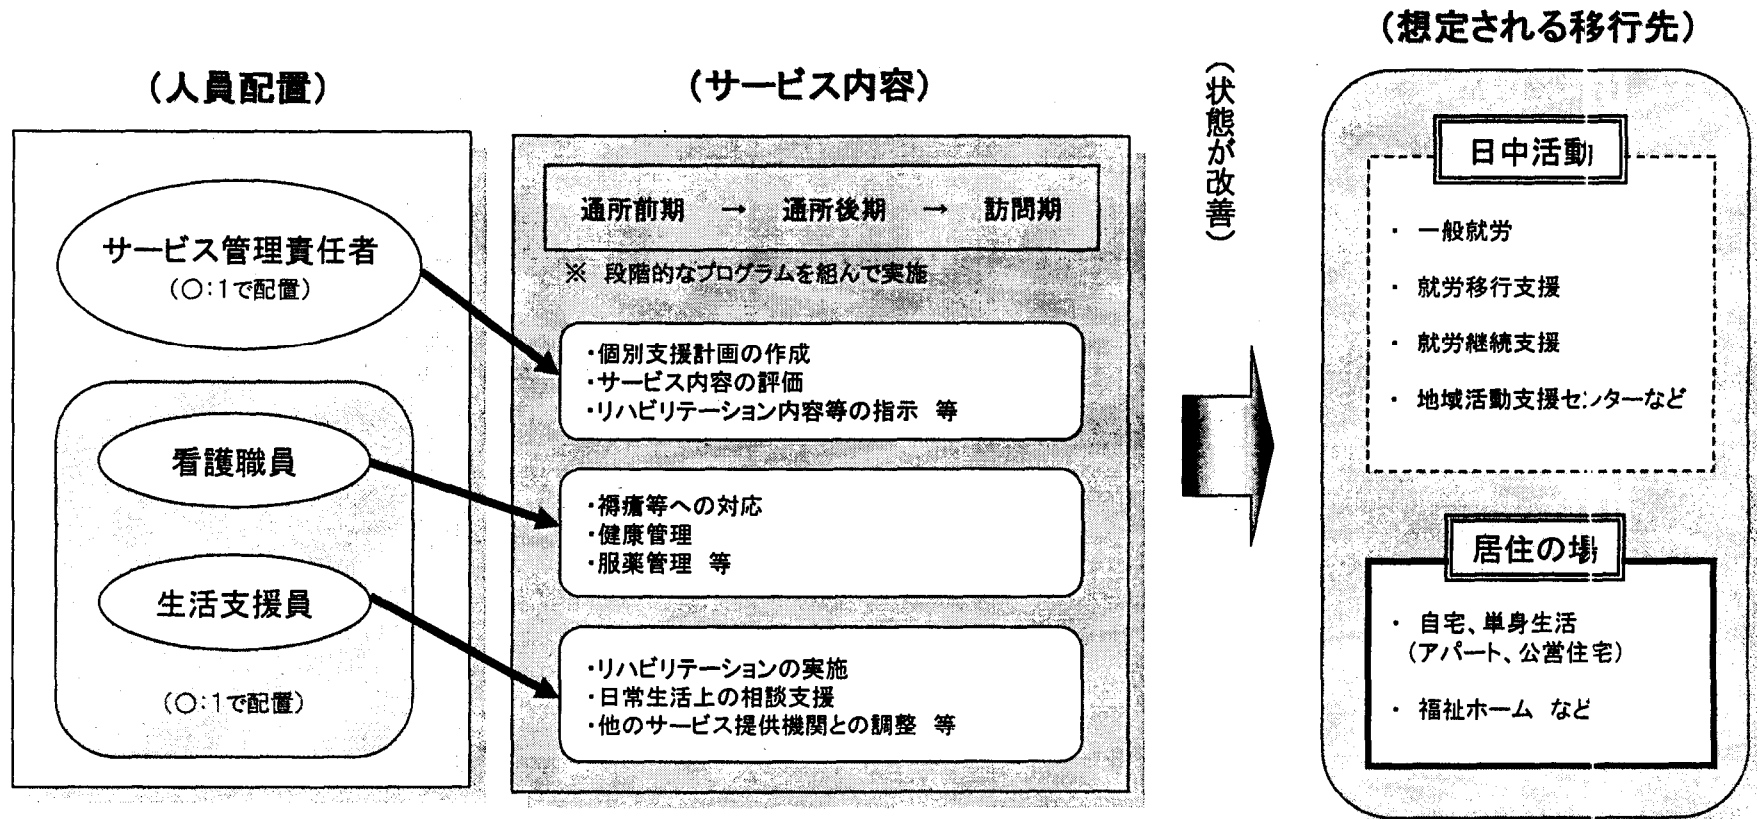 （人員配置）
サービス管理責任者
（○：1で配置）
看護職員
生活支援員
（○：1で配置）
（サービス内容）
通所前期　→　通所後期　→　訪問期
※　段階的なプログラムを組んで実施
・個別支援計画の作成
・サービス内容の評価
・リハビリテーション内容等の指示　等
・褥瘡等への対応
・健康管理
・服薬管理　等
・リハビリテーションの実施
・日常生活上の相談支援
・他のサービス提供機関との調整　等
（状態が改善）
（想定される移行先）
日中活動
・　一般就労
・　就労移行支援
・　就労継続支援
・　地域活動支援センターなど
居住の場
・　自宅、単身生活
（アパート、公営住宅）
・　福祉ホーム　など